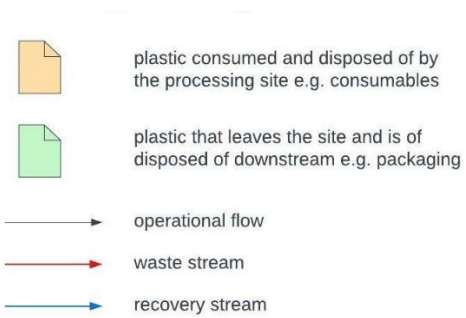 plastic consumed and disposed of by
the processing site e.g. consumables
plastic that leaves the site and is of
disposed of downstream e.g. packaging
operational flow
waste stream
recovery stream